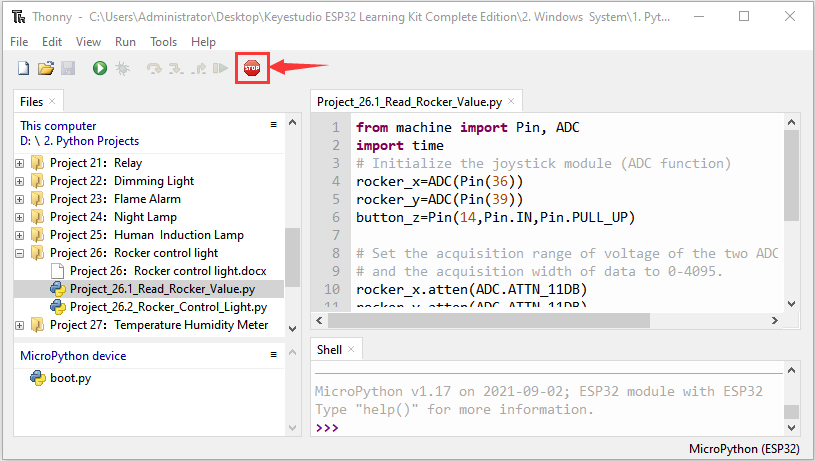 Thonny - C:\Users\Administrator\Desktop\Keyestudio ESP32 Learning Kit Complete Edition\2. Windows System\1. Pyt...
File Edit View Run Tools Help
STOP
Files
This computer
D: \ 2. Python Projects
Project 21：Relay
Project 22：Dimming Light
Project 23：Flame Alarm
Project 24：Night Lamp
Project 25：Human Induction Lamp
Project 26：Rocker control light
Project 26：Rocker control light.docx
Project_26.1_Read_Rocker_Value.py
Project_26.2_Rocker_Control_Light.py
Project 27：Temperature Humidity Meter
MicroPython device
boot.py
Project_26.1_Read_Rocker_Value.py
1 from machine import Pin, ADC
2 import time
3 # Initialize the joystick module (ADC function)
4 rocker_x=ADC(Pin(36))
5 rocker_y=ADC(Pin(39))
6 button_z=Pin(14,Pin.IN,Pin.PULL_UP)
7
8 # Set the acquisition range of voltage of the two ADC
9 # and the acquisition width of data to 0-4095.
10 rocker_x.atten(ADC.ATTN_11DB)
11 rocker_y.atten(ADC.ATTN_11DB)
Shell
MicroPython v1.17 on 2021-09-02; ESP32 module with ESP32
Type "help()" for more information.
>>>
MicroPython (ESP32)